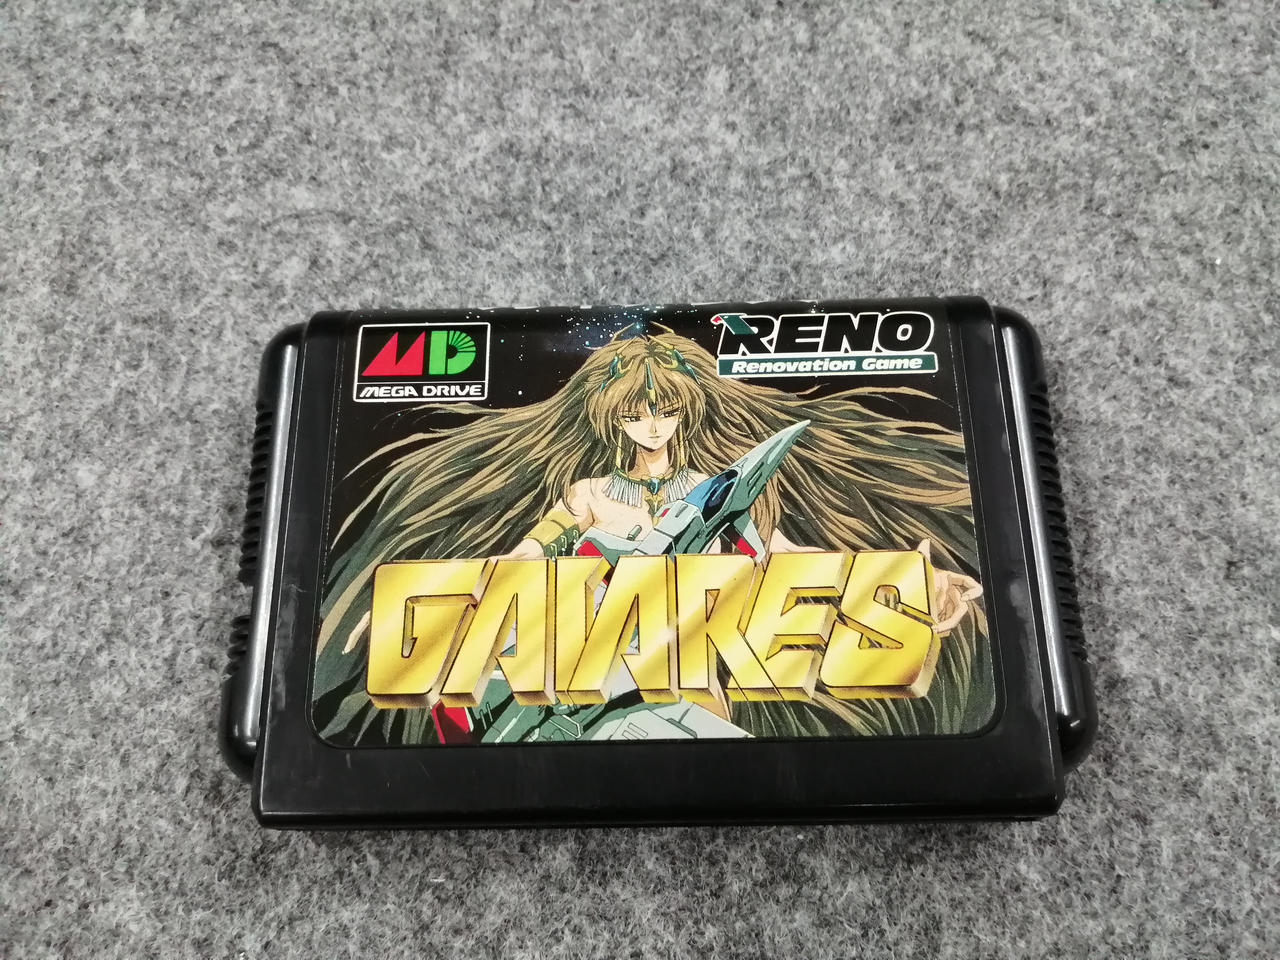 MD
MEGA DRIVE
RENO
Renovation Game
GAIARES